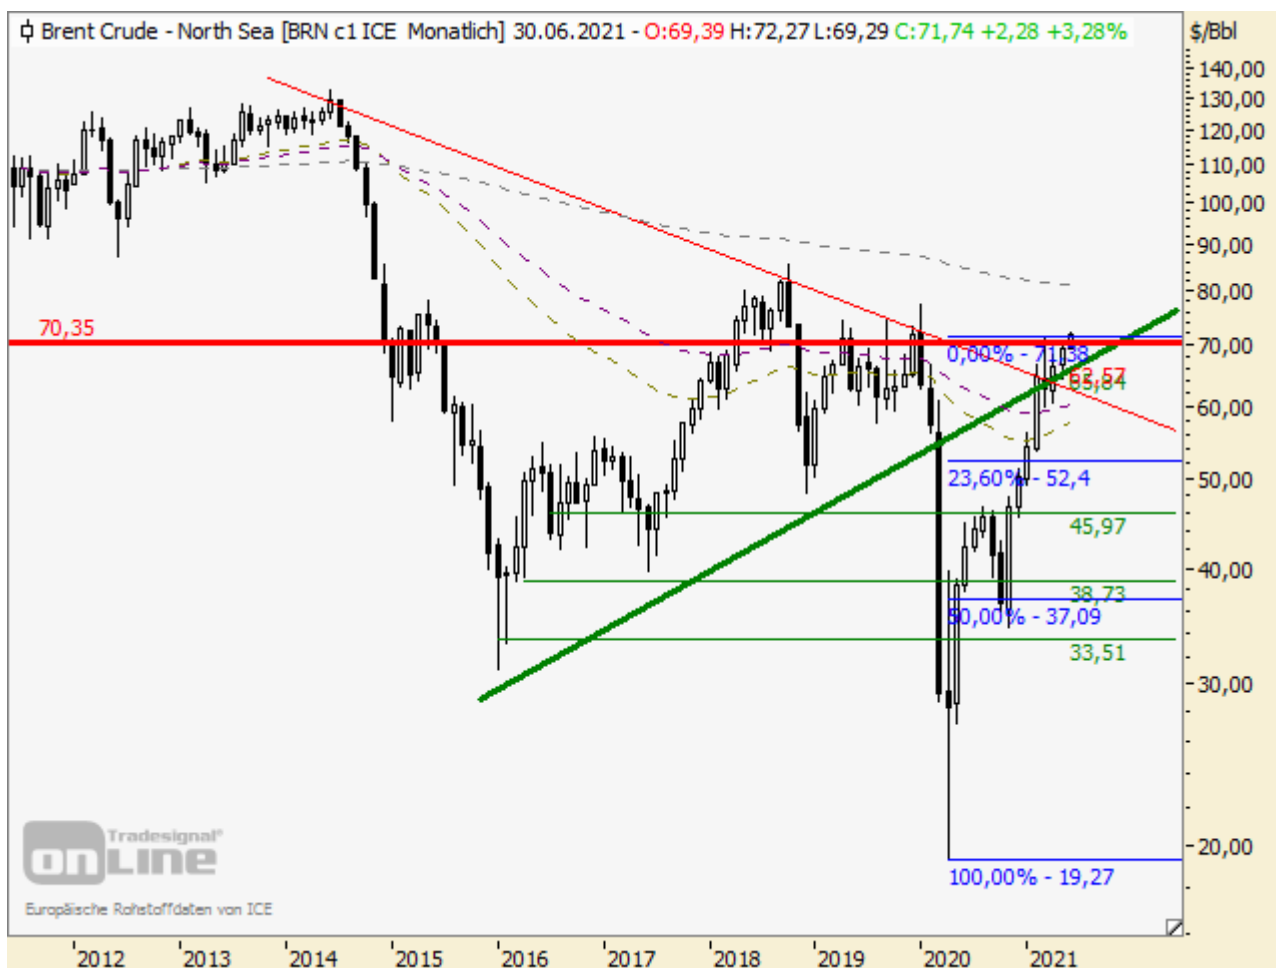 Brent Crude - North Sea [BRN c1 ICE Monatlich] 30.06.2021 - O:69,39 H:72,27 L:69,29 C:71,74 +2,28 +3,28%
$/Bbl
140,00
130,00
120,00
110,00
100,00
90,00
80,00
70,35
70,00
0,00% - 71,38
62,57
60,00
23,60% - 52,4
50,00
45,97
40,00
38,73
50,00% - 37,09
33,51
30,00
20,00
100,00% - 19,27
Tradesignal®
onLine
Europäische Rohstoffdaten von ICE
2012 2013 2014 2015 2016 2017 2018 2019 2020 2021